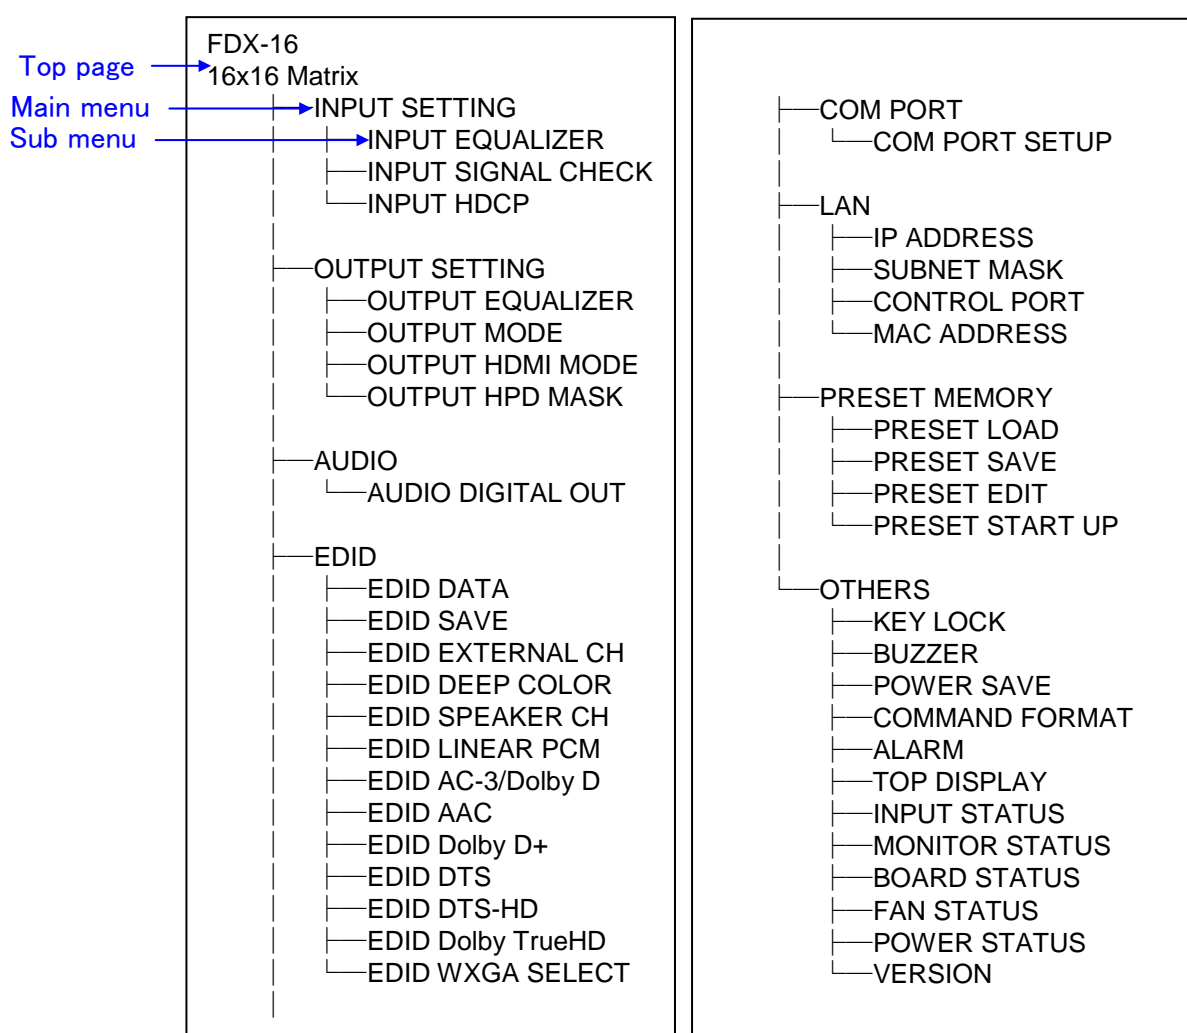 Top page
Main menu
Sub menu
FDX-16
16x16 Matrix
INPUT SETTING
INPUT EQUALIZER
INPUT SIGNAL CHECK
INPUT HDCP
OUTPUT SETTING
OUTPUT EQUALIZER
OUTPUT MODE
OUTPUT HDMI MODE
OUTPUT HPD MASK
AUDIO
AUDIO DIGITAL OUT
EDID
EDID DATA
EDID SAVE
EDID EXTERNAL CH
EDID DEEP COLOR
EDID SPEAKER CH
EDID LINEAR PCM
EDID AC-3/Dolby D
EDID AAC
EDID Dolby D+
EDID DTS
EDID DTS-HD
EDID Dolby TrueHD
EDID WXGA SELECT
COM PORT
COM PORT SETUP
LAN
IP ADDRESS
SUBNET MASK
CONTROL PORT
MAC ADDRESS
PRESET MEMORY
PRESET LOAD
PRESET SAVE
PRESET EDIT
PRESET START UP
OTHERS
KEY LOCK
BUZZER
POWER SAVE
COMMAND FORMAT
ALARM
TOP DISPLAY
INPUT STATUS
MONITOR STATUS
BOARD STATUS
FAN STATUS
POWER STATUS
VERSION